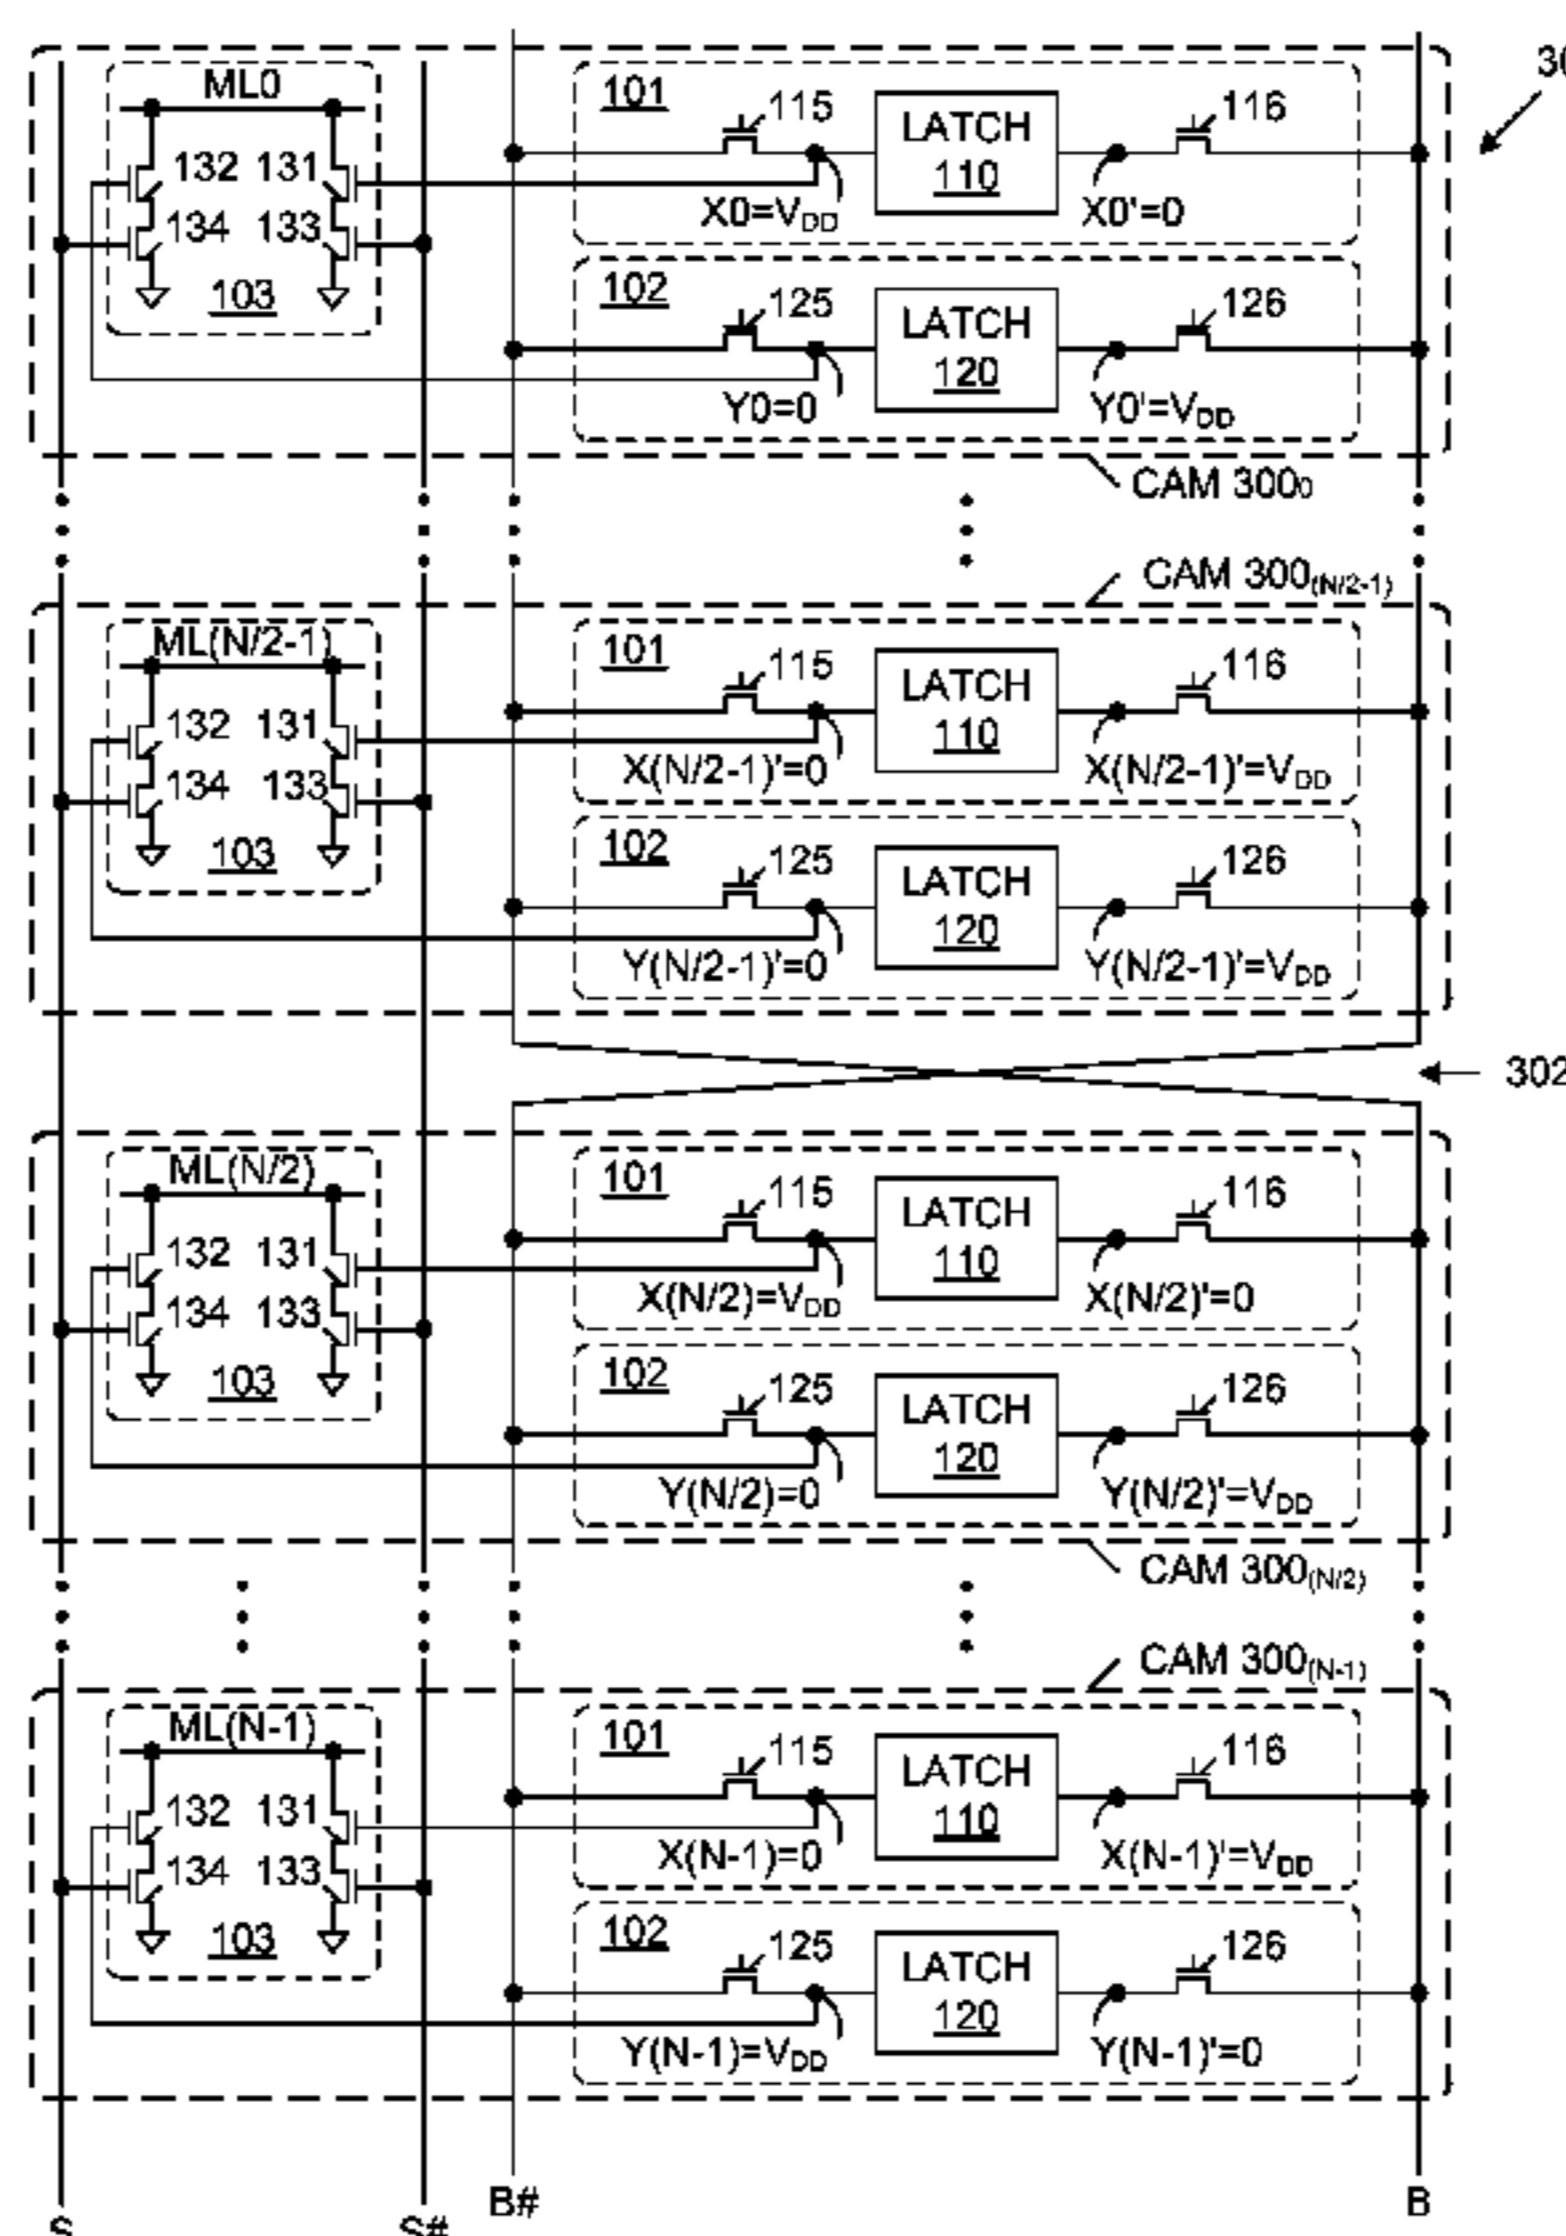 ML0
101
115
LATCH
110
116
30
132 131
X0=VDD
X0'=0
134 133
103
102
125
LATCH
120
126
Y0=0
Y0'=VDD
CAM 3000
CAM 300(N/2-1)
ML(N/2-1)
101
115
LATCH
110
116
132 131
X(N/2-1)'=0
X(N/2-1)'=VDD
134 133
103
102
125
LATCH
120
126
Y(N/2-1)'=0
Y(N/2-1)'=VDD
302
ML(N/2)
101
115
LATCH
110
116
132 131
X(N/2)=VDD
X(N/2)'=0
134 133
103
102
125
LATCH
120
126
Y(N/2)=0
Y(N/2)'=VDD
CAM 300(N/2)
CAM 300(N-1)
ML(N-1)
101
115
LATCH
110
116
132 131
X(N-1)=0
X(N-1)'=VDD
134 133
103
102
125
LATCH
120
126
Y(N-1)=VDD
Y(N-1)'=0
S
S#
B#
B